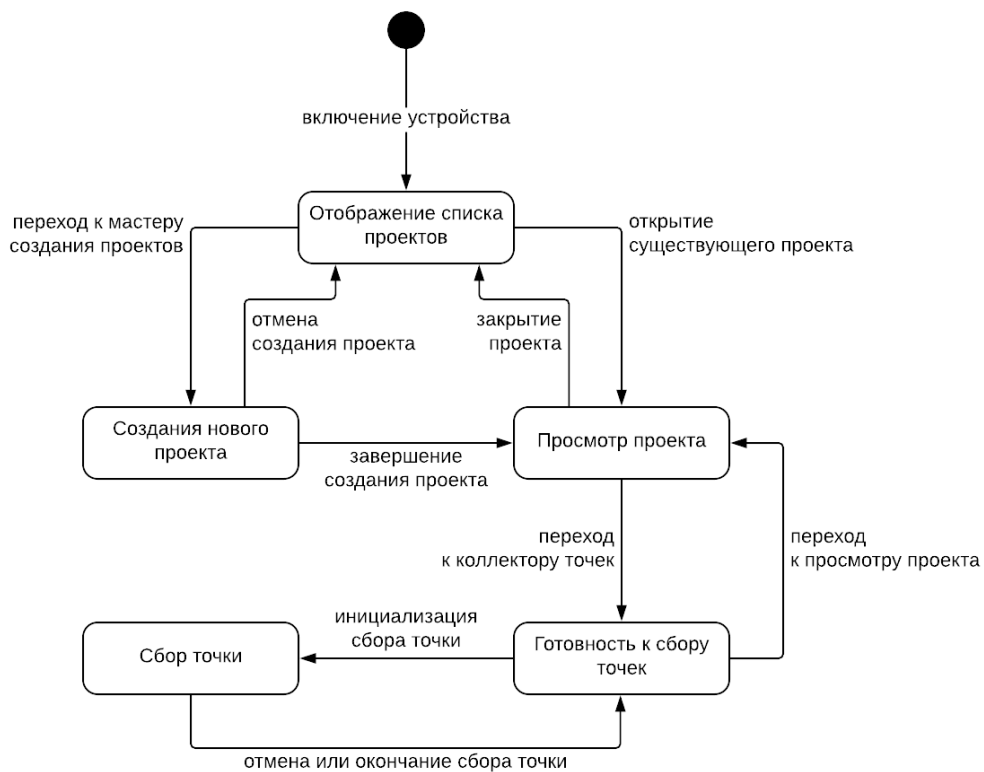 включение устройства
Отображение списка
проектов
переход к мастеру
создания проектов
открытие
существующего проекта
отмена
создания проекта
закрытие
проекта
Создания нового
проекта
Просмотр проекта
завершение
создания проекта
переход
к коллектору точек
переход
к просмотру проекта
инициализация
сбора точки
Сбор точки
Готовность к сбору
точек
отмена или окончание сбора точки